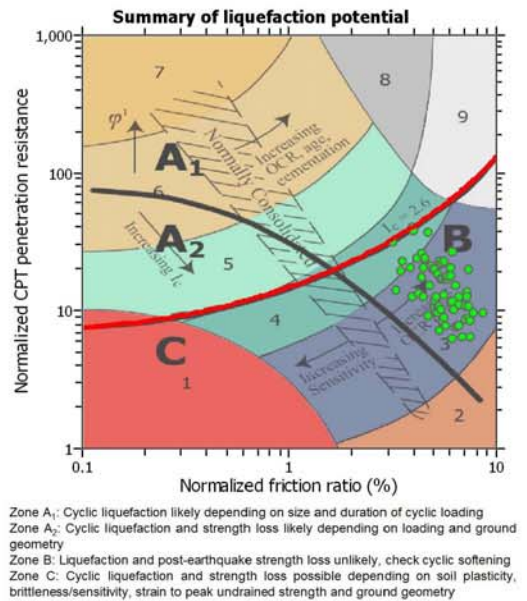 Summary of liquefaction potential
1,000
7
8
9
φ'
A1
Increasing
OCR, age,
cementation
Normally Consolidated
100
6
Ic = 2.6
A2
B
Increasing Ic
5
Normalized CPT penetration resistance
10
4
C
1
Increasing
Sensitivity
3
2
1
0.1
1
10
Normalized friction ratio (%)
Zone A1: Cyclic liquefaction likely depending on size and duration of cyclic loading
Zone A2: Cyclic liquefaction and strength loss likely depending on loading and ground
geometry
Zone B: Liquefaction and post-earthquake strength loss unlikely, check cyclic softening
Zone C: Cyclic liquefaction and strength loss possible depending on soil plasticity,
brittleness/sensitivity, strain to peak undrained strength and ground geometry